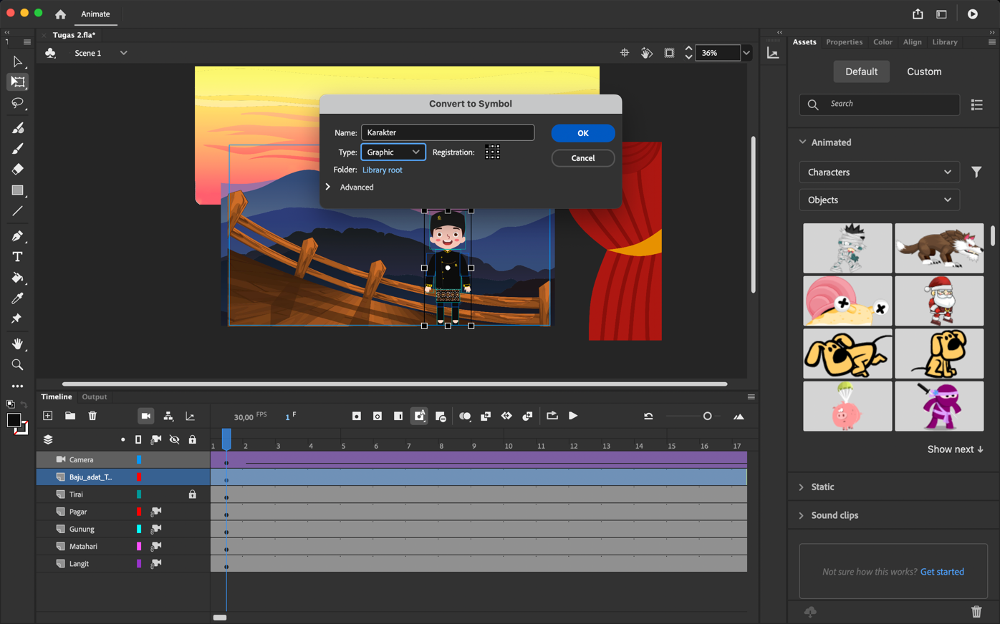 Animate
Tugas 2.fla*
Scene 1
36%
Assets
Properties
Color
Align
Library
Default
Custom
Search
Animated
Characters
Objects
Show next
Static
Sound clips
Not sure how this works? Get started
Convert to Symbol
Name: Karakter
OK
Type: Graphic
Registration:
Cancel
Folder: Library root
Advanced
Timeline
Output
30,00 FPS
1 F
1 2 3 4 5 6 7 8 9 10 11 12 13 14 15 16 17
Camera
Baju_adat_T...
Tirai
Pagar
Gunung
Matahari
Langit